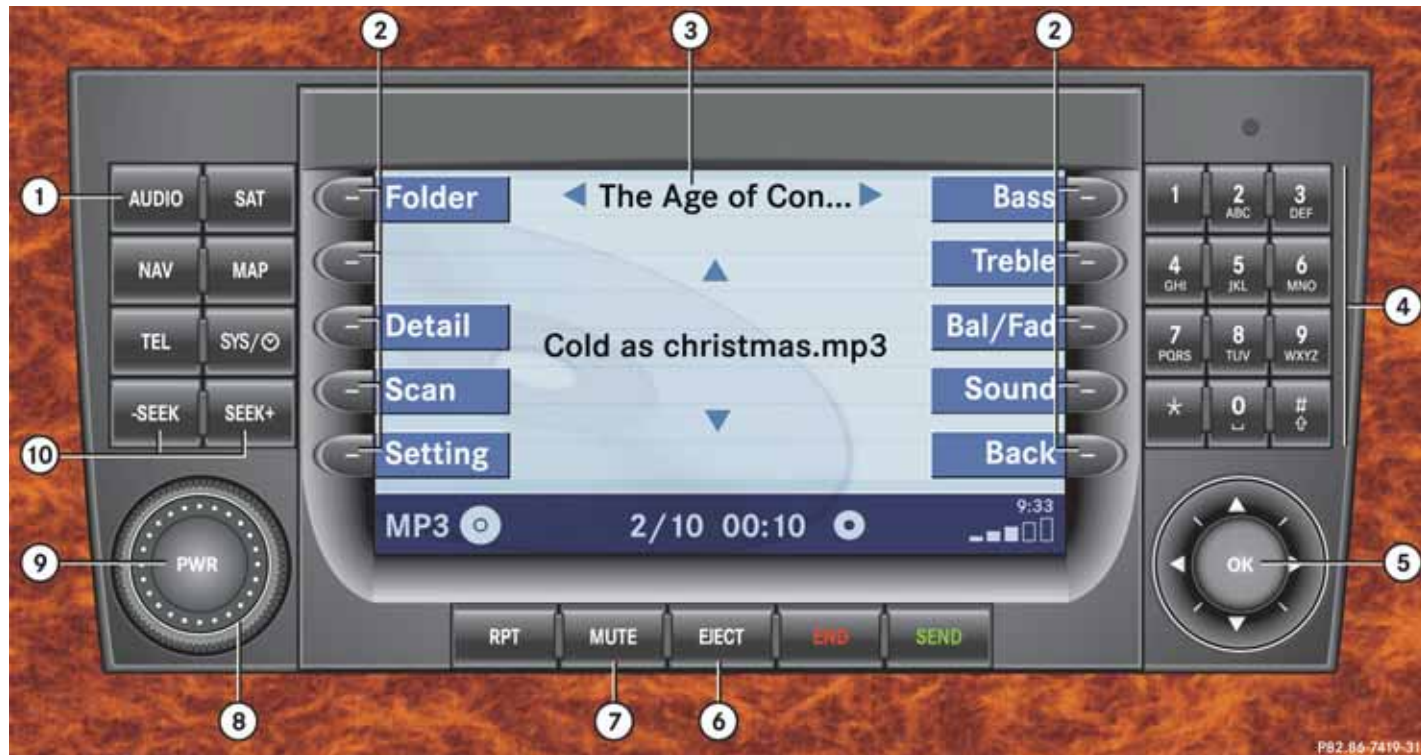 2 3 2
1
AUDIO SAT
NAV MAP
TEL SYS/
-SEEK SEEK+
10
9
PWR
8
Folder
Detail
Scan
Setting
The Age of Con...
Cold as christmas.mp3
Bass
Treble
Bal/Fad
Sound
Back
MP3 2/10 00:10 9:33
RPT MUTE EJECT END SEND
7 6
1 2 ABC 3 DEF
4 GHI 5 JKL 6 MNO
7 PQRS 8 TUV 9 WXYZ
* 0 #
4
OK
5
P82.86-7419-31